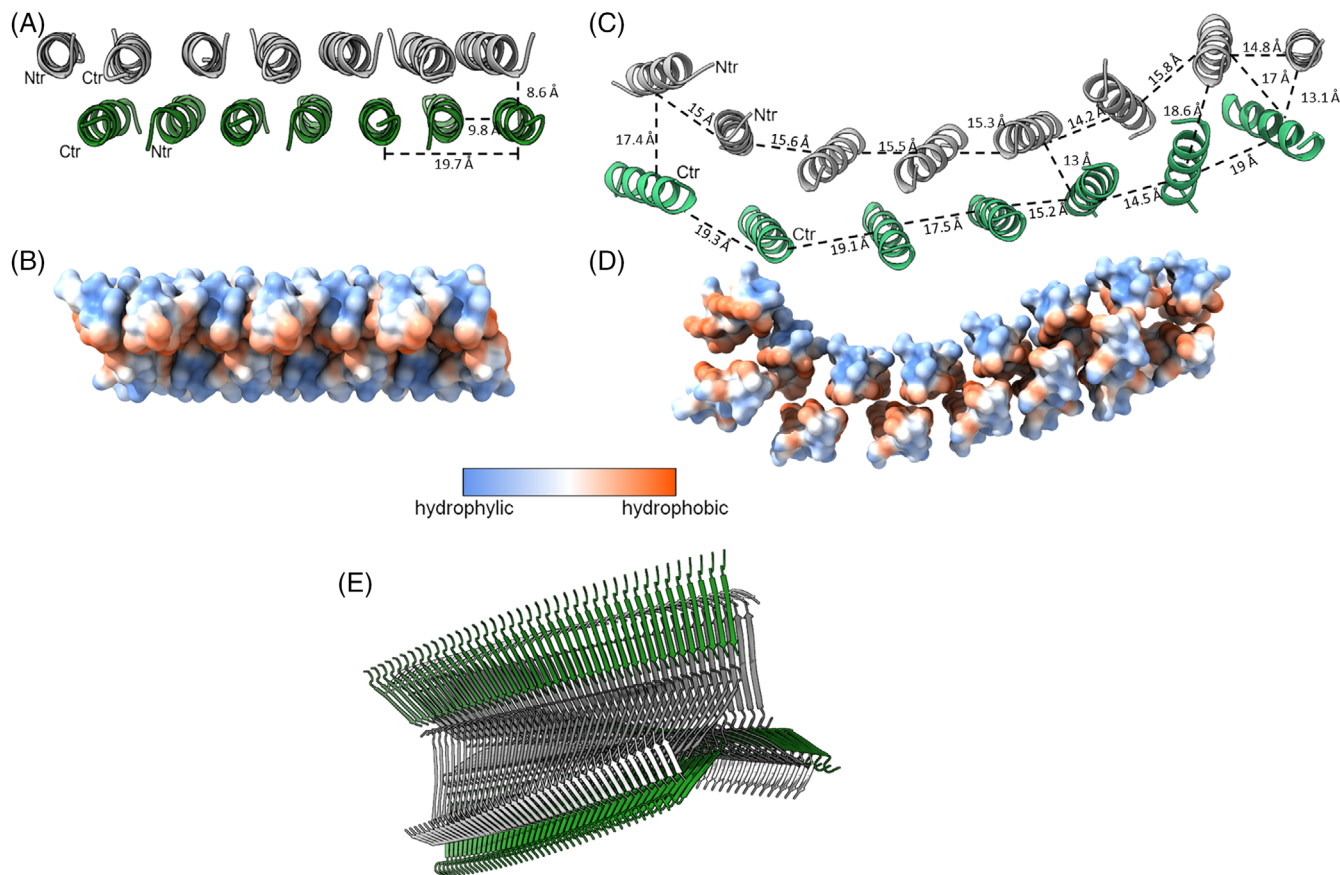 (A)
Ntr
Ctr
8.6 Å
9.8 Å
Ctr
Ntr
19.7 Å
(C)
Ntr
15.8 Å
14.8 Å
17 Å
13.1 Å
15 Å
Ntr
15.6 Å
15.5 Å
15.3 Å
14.2 Å
18.6 Å
17.4 Å
13 Å
Ctr
19.3 Å
Ctr
19.1 Å
17.5 Å
15.2 Å
14.5 Å
19 Å
(B)
(D)
hydrophylic
hydrophobic
(E)